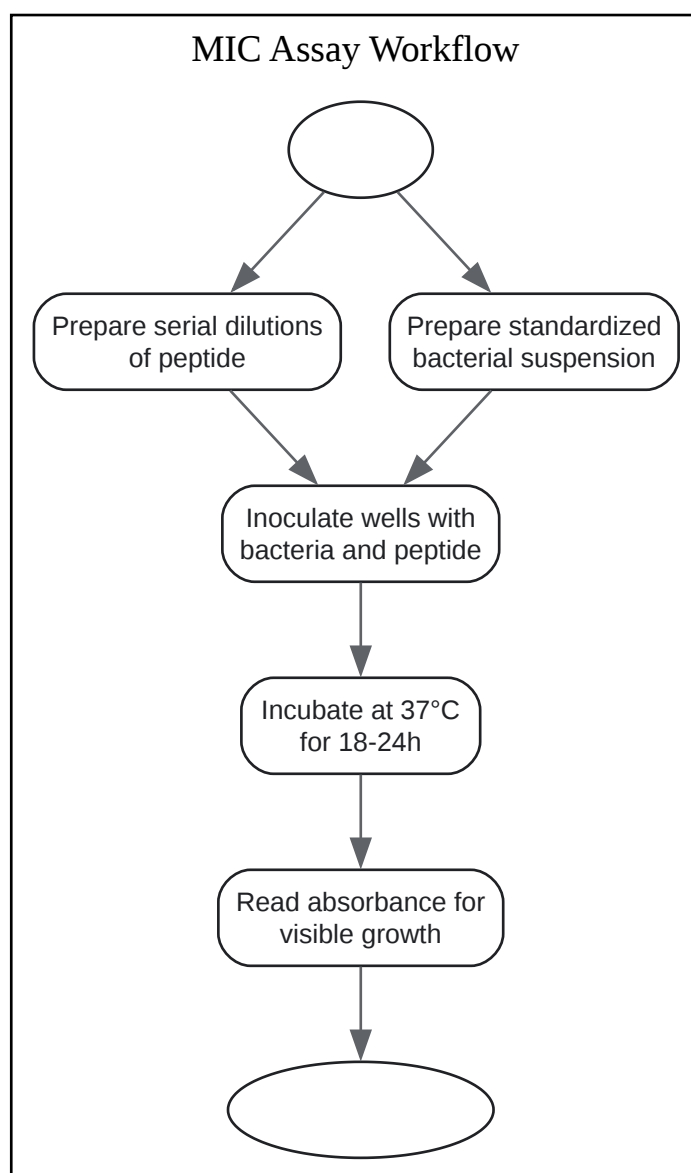 MIC Assay Workflow
Prepare serial dilutions
of peptide
Prepare standardized
bacterial suspension
Inoculate wells with
bacteria and peptide
Incubate at 37°C
for 18-24h
Read absorbance for
visible growth